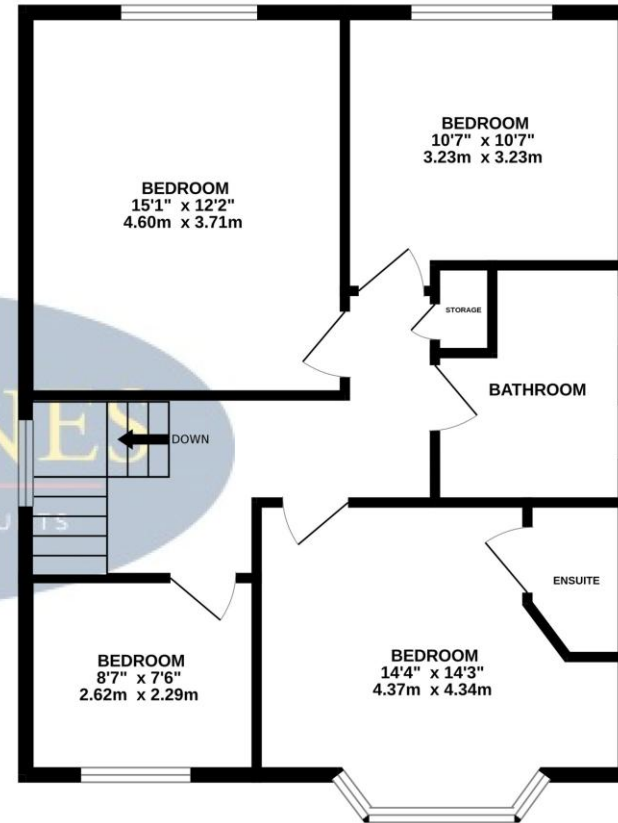 BEDROOM
15'1" x 12'2"
4.60m x 3.71m
BEDROOM
10'7" x 10'7"
3.23m x 3.23m
STORAGE
BATHROOM
DOWN
ENSUITE
BEDROOM
8'7" x 7'6"
2.62m x 2.29m
BEDROOM
14'4" x 14'3"
4.37m x 4.34m